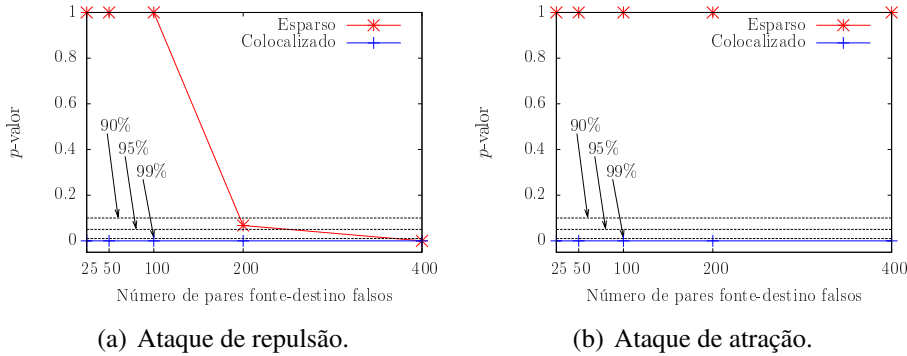 1
0.8
0.6
0.4
0.2
0
p-valor
Esparso
Colocalizado
90%
95%
99%
25 50 100 200 400
Número de pares fonte-destino falsos
(a) Ataque de repulsão.
1
0.8
0.6
0.4
0.2
0
p-valor
Esparso
Colocalizado
90%
95%
99%
25 50 100 200 400
Número de pares fonte-destino falsos
(b) Ataque de atração.